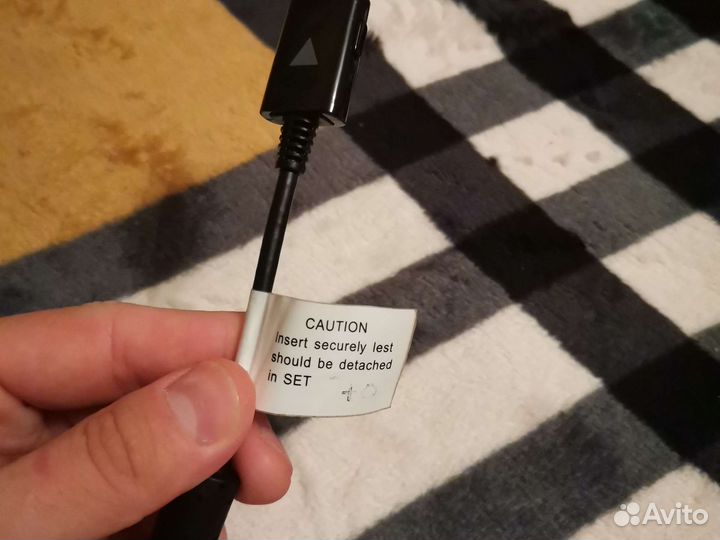 CAUTION
Insert securely lest
should be detached
in SET
Avito